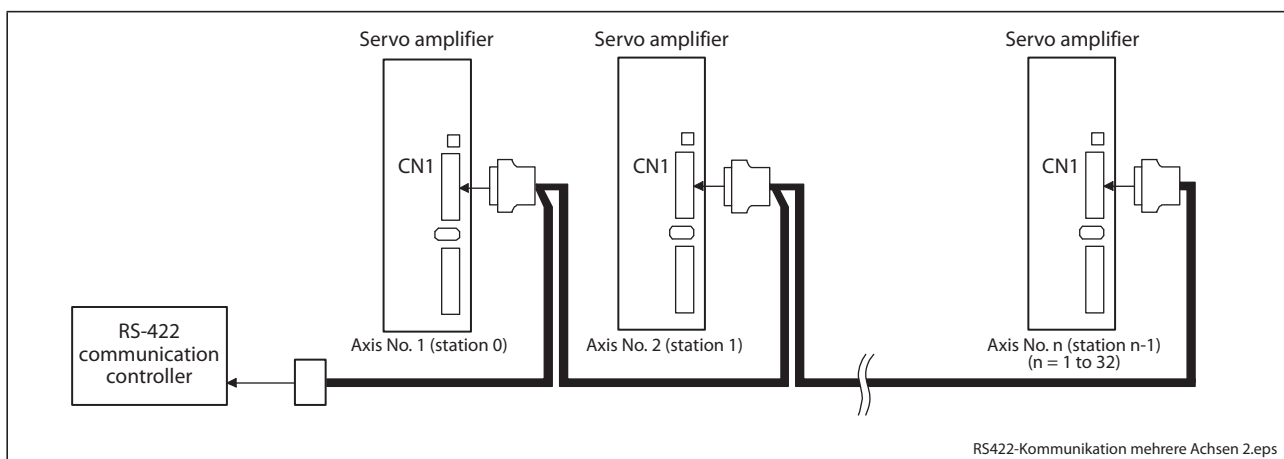 Servo amplifier
Servo amplifier
Servo amplifier
CN1
CN1
CN1
RS-422
communication
controller
Axis No. 1 (station 0)
Axis No. 2 (station 1)
Axis No. n (station n-1)
(n = 1 to 32)
RS422-Kommunikation mehrere Achsen 2.eps